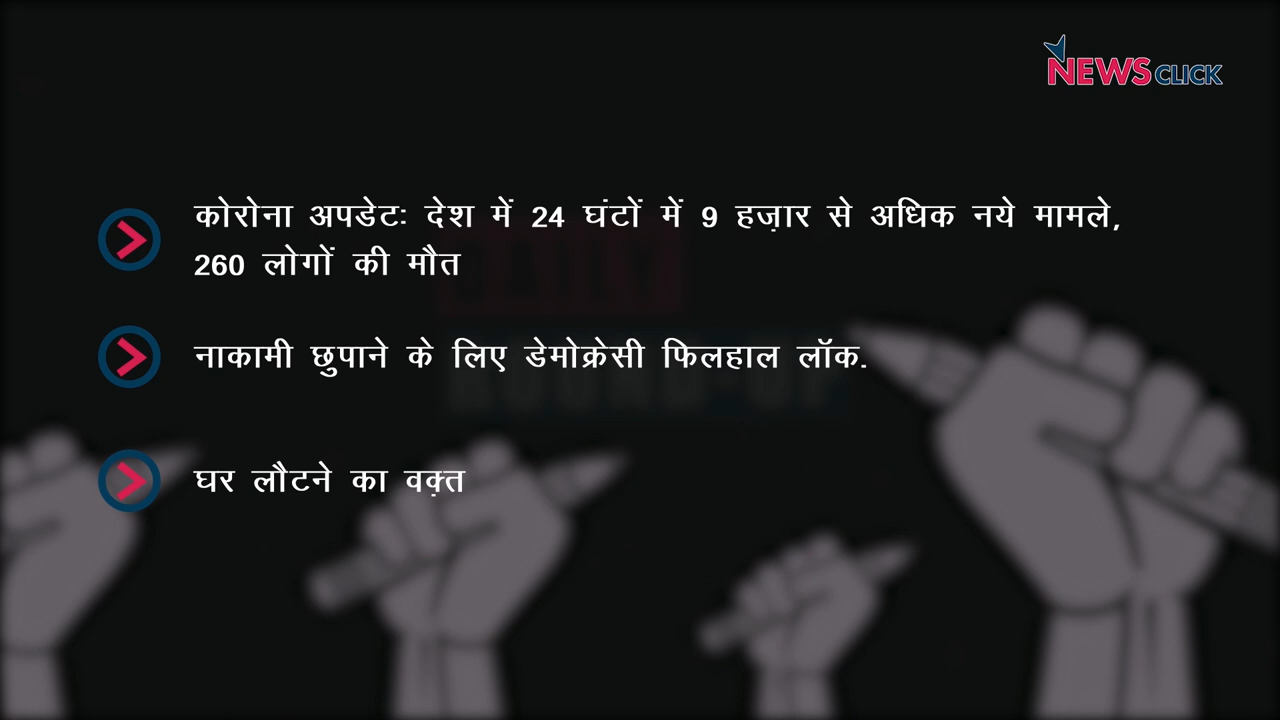 NEWSCLICK
कोरोना अपडेटः देश में 24 घंटों में 9 हज़ार से अधिक नये मामले,
260 लोगों की मौत
नाकामी छुपाने के लिए डेमोक्रेसी फिलहाल लॉक.
घर लौटने का वक़्त